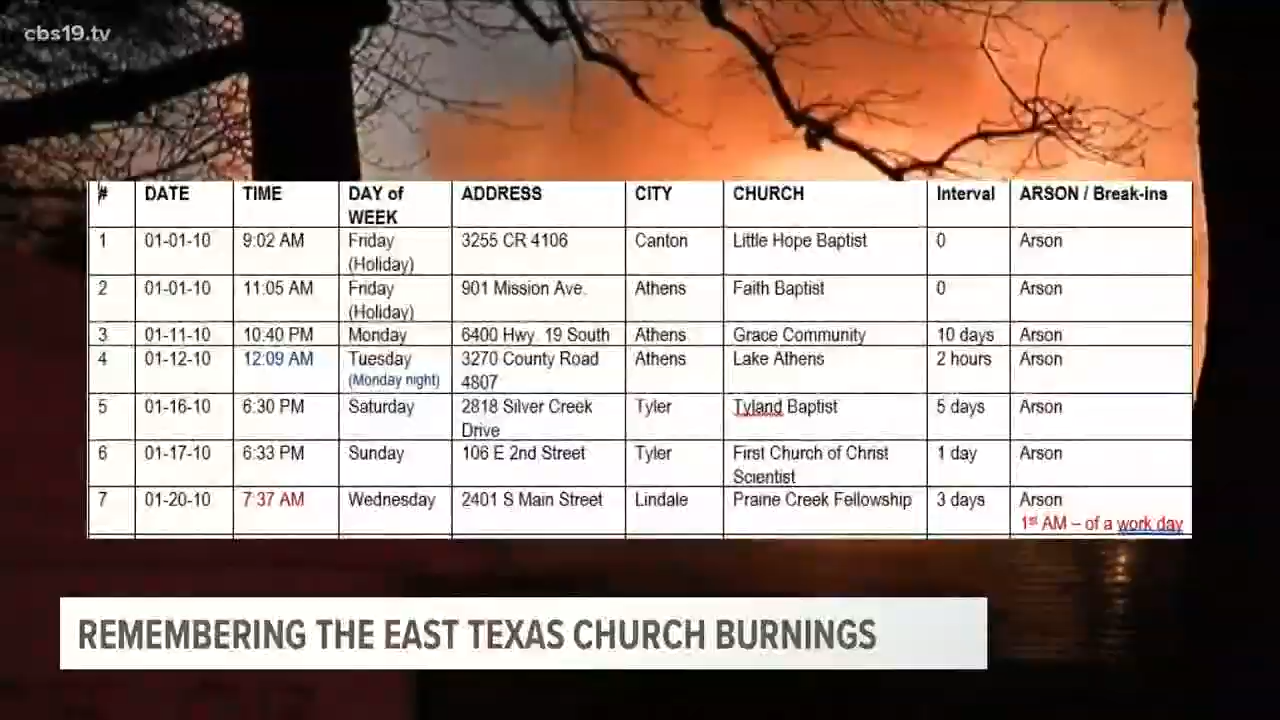 cbs19.tv
# DATE TIME DAY of WEEK ADDRESS CITY CHURCH Interval ARSON / Break-ins
1 01-01-10 9:02 AM Friday (Holiday) 3255 CR 4106 Canton Little Hope Baptist 0 Arson
2 01-01-10 11:05 AM Friday (Holiday) 901 Mission Ave. Athens Faith Baptist 0 Arson
3 01-11-10 10:40 PM Monday 6400 Hwy. 19 South Athens Grace Community 10 days Arson
4 01-12-10 12:09 AM Tuesday (Monday night) 3270 County Road 4807 Athens Lake Athens 2 hours Arson
5 01-16-10 6:30 PM Saturday 2818 Silver Creek Drive Tyler Tyland Baptist 5 days Arson
6 01-17-10 6:33 PM Sunday 106 E 2nd Street Tyler First Church of Christ Scientist 1 day Arson
7 01-20-10 7:37 AM Wednesday 2401 S Main Street Lindale Prairie Creek Fellowship 3 days Arson 1st AM – of a work day
REMEMBERING THE EAST TEXAS CHURCH BURNINGS